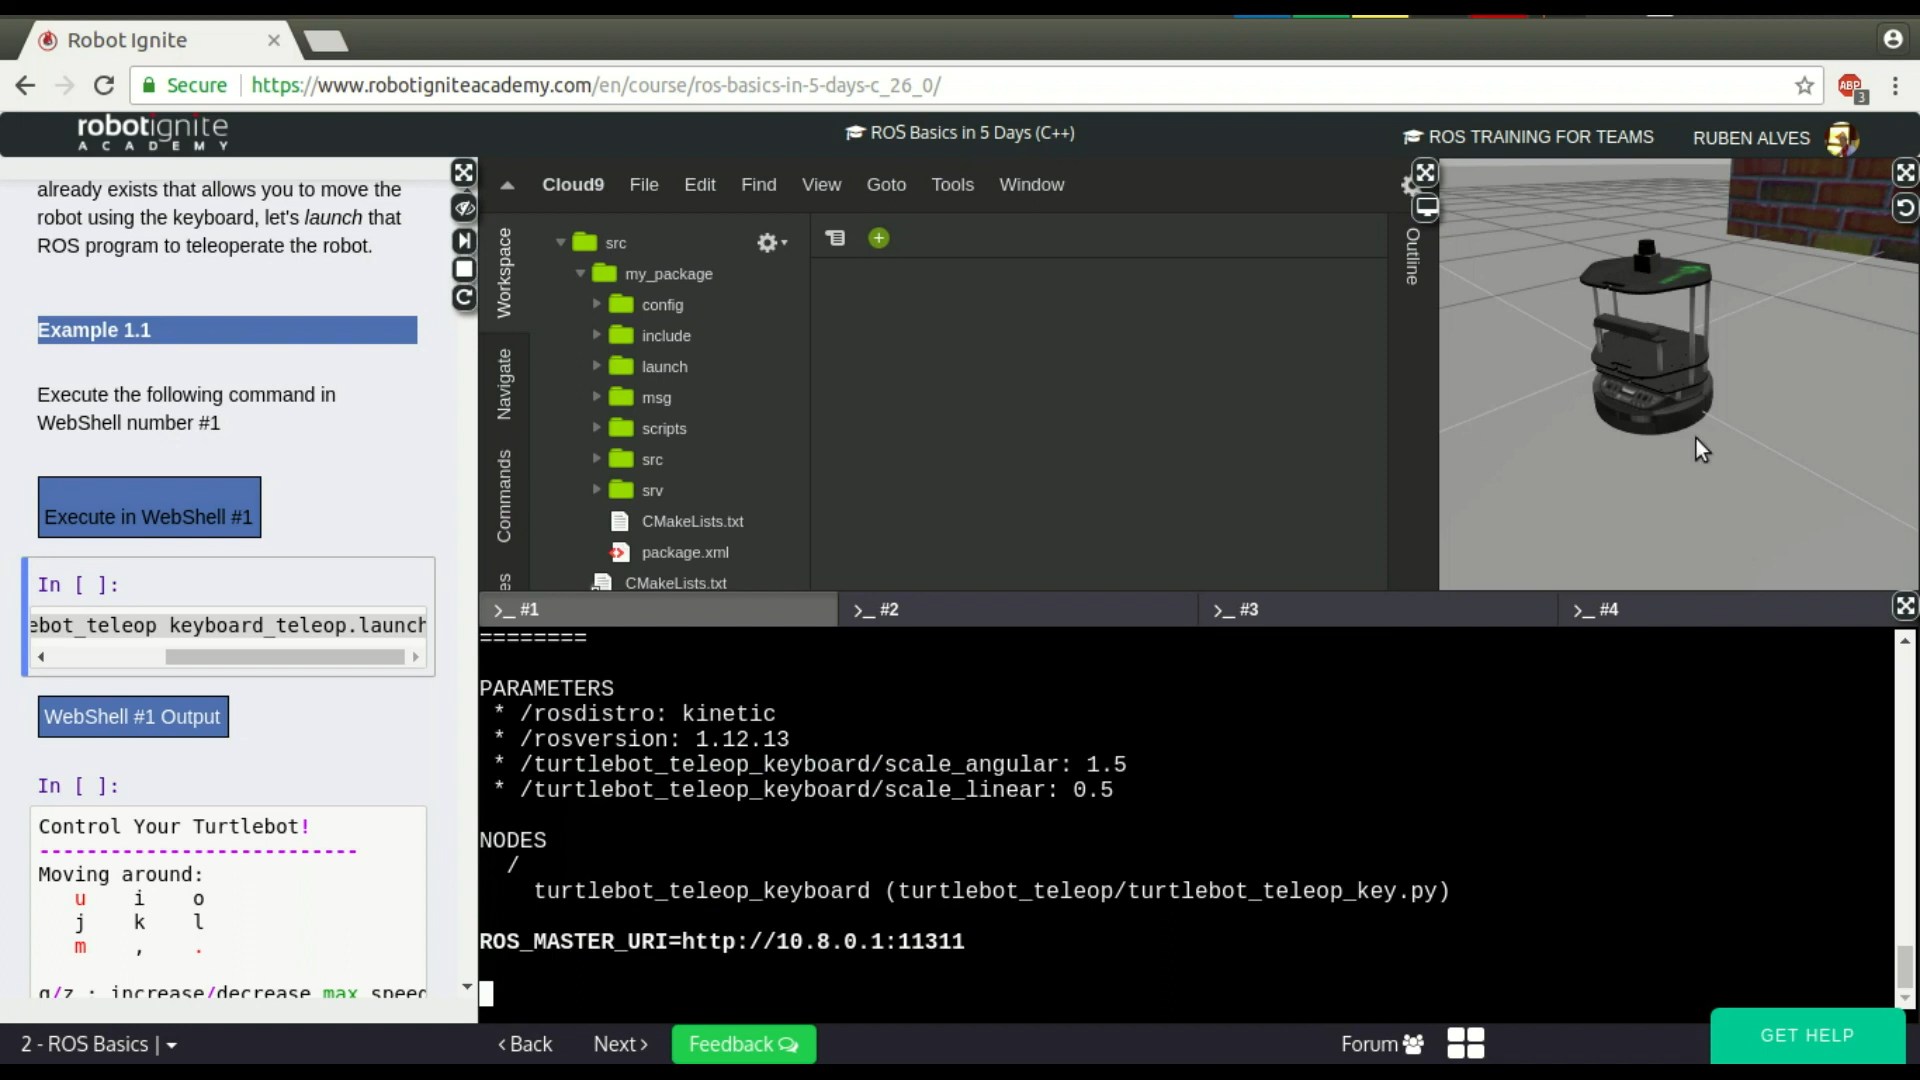 Robot Ignite
Secure
https://www.robotigniteacademy.com/en/course/ros-basics-in-5-days-c_26_0/
ABP
3
robotignite
ACADEMY
ROS Basics in 5 Days (C++)
ROS TRAINING FOR TEAMS
RUBEN ALVES
already exists that allows you to move the
robot using the keyboard, let's launch that
ROS program to teleoperate the robot.
Example 1.1
Execute the following command in
WebShell number #1
Execute in WebShell #1
In [ ]:
ebot_teleop keyboard_teleop.launch
WebShell #1 Output
In [ ]:
Control Your Turtlebot!
---------------------------
Moving around:
u i o
j k l
m , .
q/z : increase/decrease max speed
Cloud9 File Edit Find View Goto Tools Window
Workspace
Navigate
Commands
es
src
my_package
config
include
launch
msg
scripts
src
srv
CMakeLists.txt
package.xml
CMakeLists.txt
Outline
>_ #1
>_ #2
>_ #3
>_ #4
========
PARAMETERS
* /rosdistro: kinetic
* /rosversion: 1.12.13
* /turtlebot_teleop_keyboard/scale_angular: 1.5
* /turtlebot_teleop_keyboard/scale_linear: 0.5
NODES
/
turtlebot_teleop_keyboard (turtlebot_teleop/turtlebot_teleop_key.py)
ROS_MASTER_URI=http://10.8.0.1:11311
2 - ROS Basics |
< Back
Next >
Feedback
Forum
GET HELP